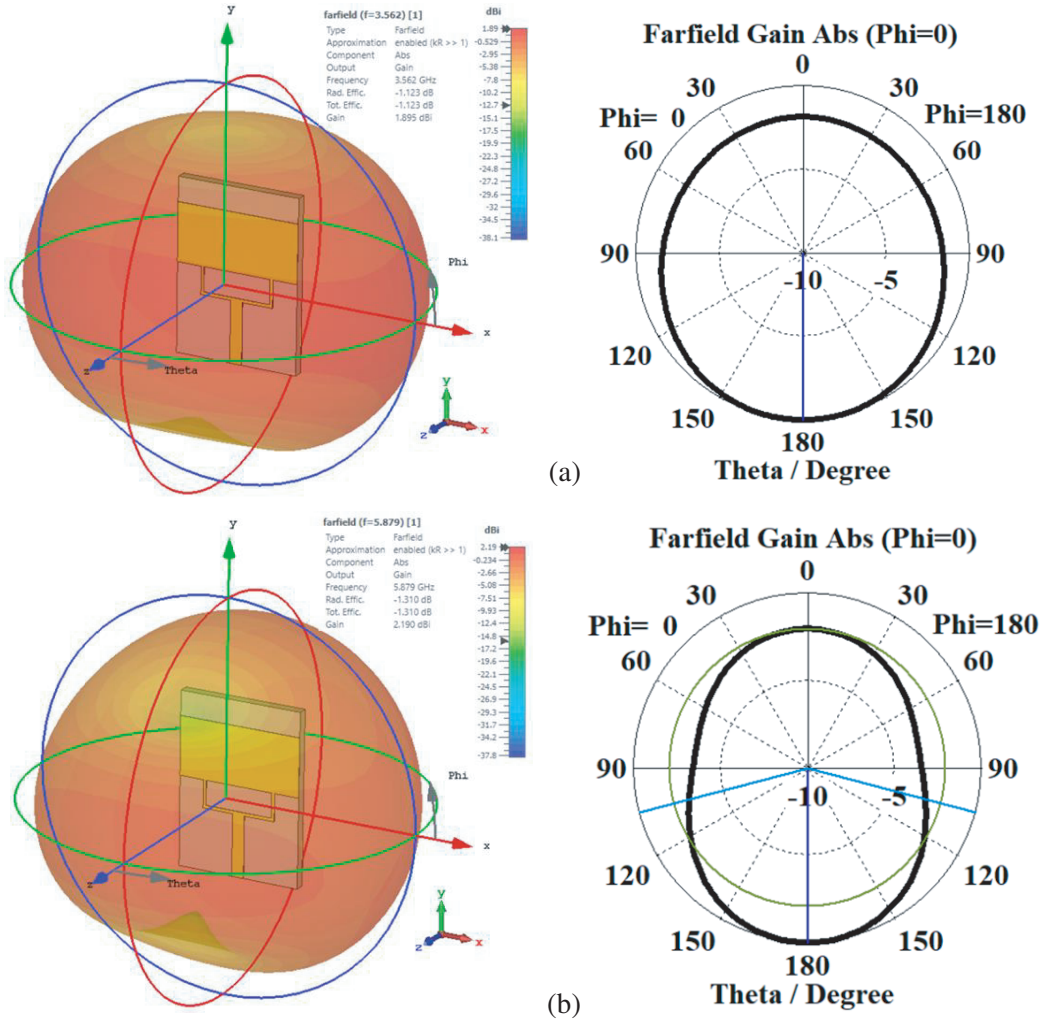 farfield (f=3.562) [1]
Type Farfield
Approximation enabled (kR >> 1)
Component Abs
Output Gain
Frequency 3.562 GHz
Rad. Effic. -1.123 dB
Tot. Effic. -1.123 dB
Gain 1.895 dBi
dBi
1.89
-0.529
-2.95
-5.38
-7.8
-10.2
-12.7
-15.1
-17.5
-19.9
-22.3
-24.8
-27.2
-29.6
-32
-34.5
-38.1
y
Phi
x
z
Theta
y
z
x
Farfield Gain Abs (Phi=0)
0
30 30
Phi= 0 Phi=180
60 60
90 -10 -5 90
120 120
150 150
180
Theta / Degree
(a)
farfield (f=5.879) [1]
Type Farfield
Approximation enabled (kR >> 1)
Component Abs
Output Gain
Frequency 5.879 GHz
Rad. Effic. -1.310 dB
Tot. Effic. -1.310 dB
Gain 2.190 dBi
dBi
2.19
-0.234
-2.66
-5.08
-7.51
-9.93
-12.4
-14.8
-17.2
-19.6
-22.1
-24.5
-26.9
-29.3
-31.7
-34.2
-37.8
y
Phi
x
z
Theta
y
z
x
Farfield Gain Abs (Phi=0)
0
30 30
Phi= 0 Phi=180
60 60
90 -10 -5 90
120 120
150 150
180
Theta / Degree
(b)